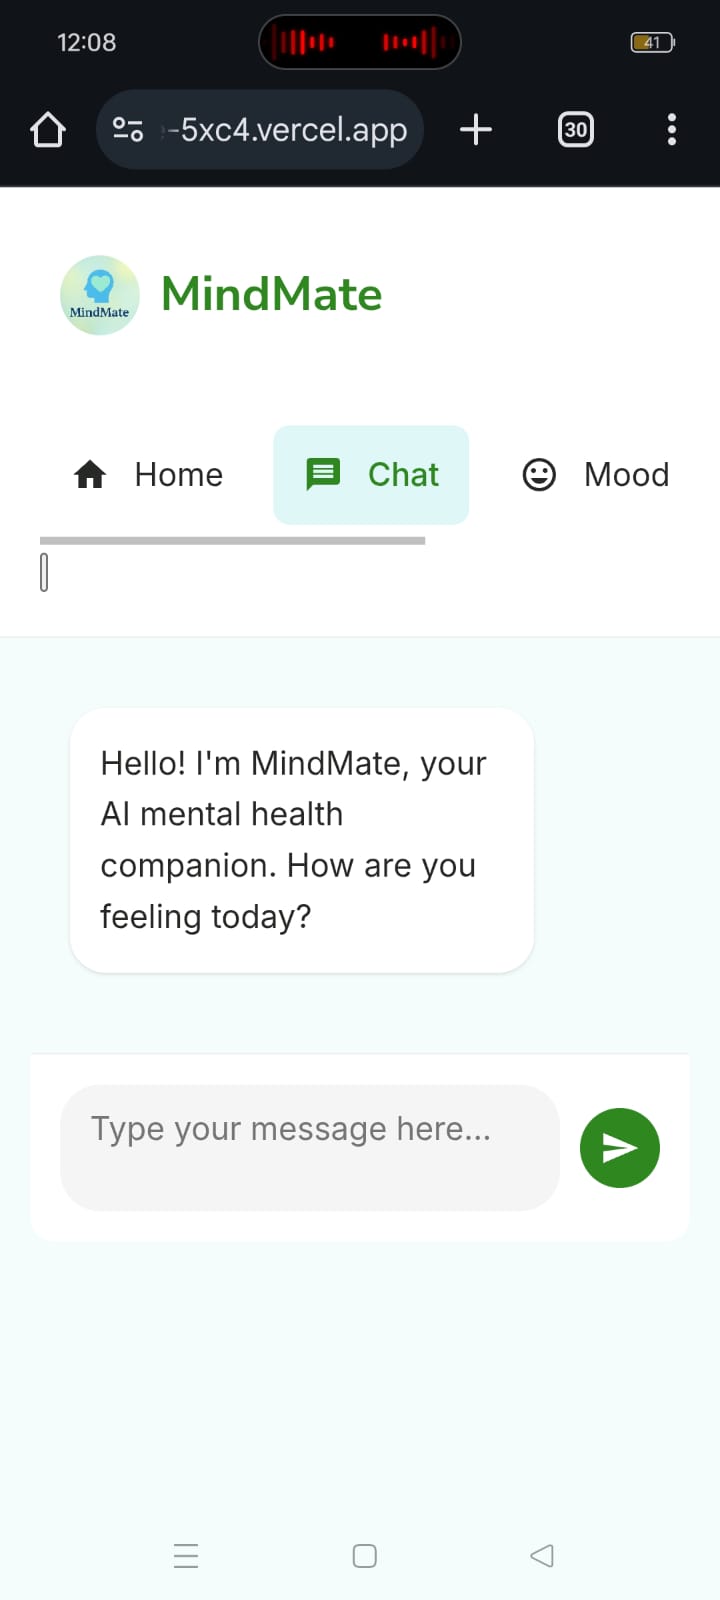 12:08
41
-5xc4.vercel.app
30
MindMate
MindMate
Home
Chat
Mood
Hello! I'm MindMate, your
AI mental health
companion. How are you
feeling today?
Type your message here...